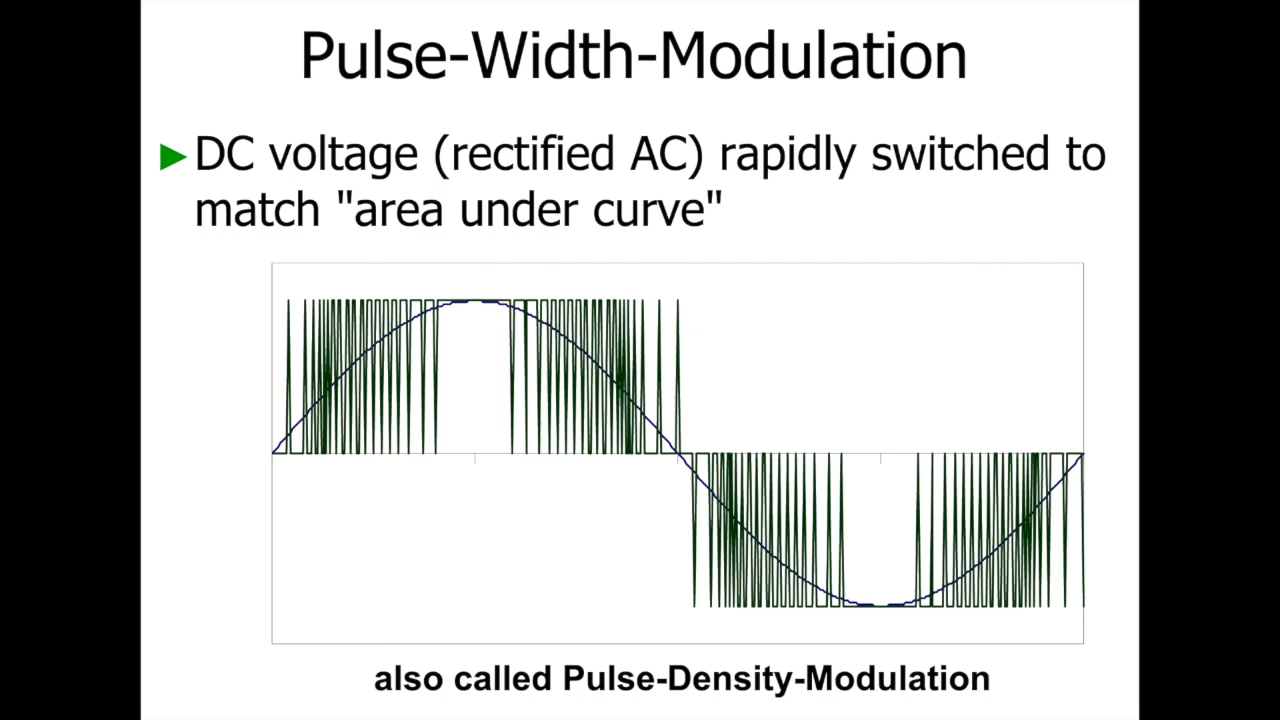 Pulse-Width-Modulation
DC voltage (rectified AC) rapidly switched to
match "area under curve"
also called Pulse-Density-Modulation